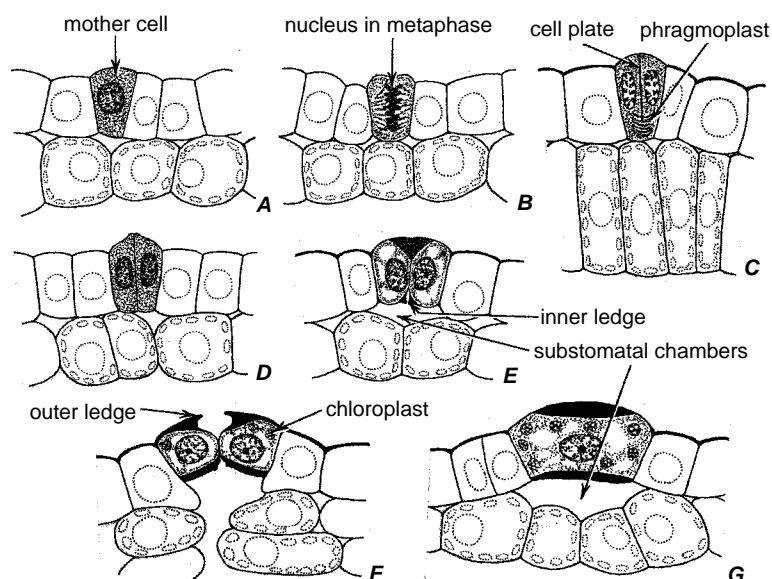 mother cell
nucleus in metaphase
cell plate
phragmoplast
A
B
C
D
E
inner ledge
substomatal chambers
outer ledge
chloroplast
F
G